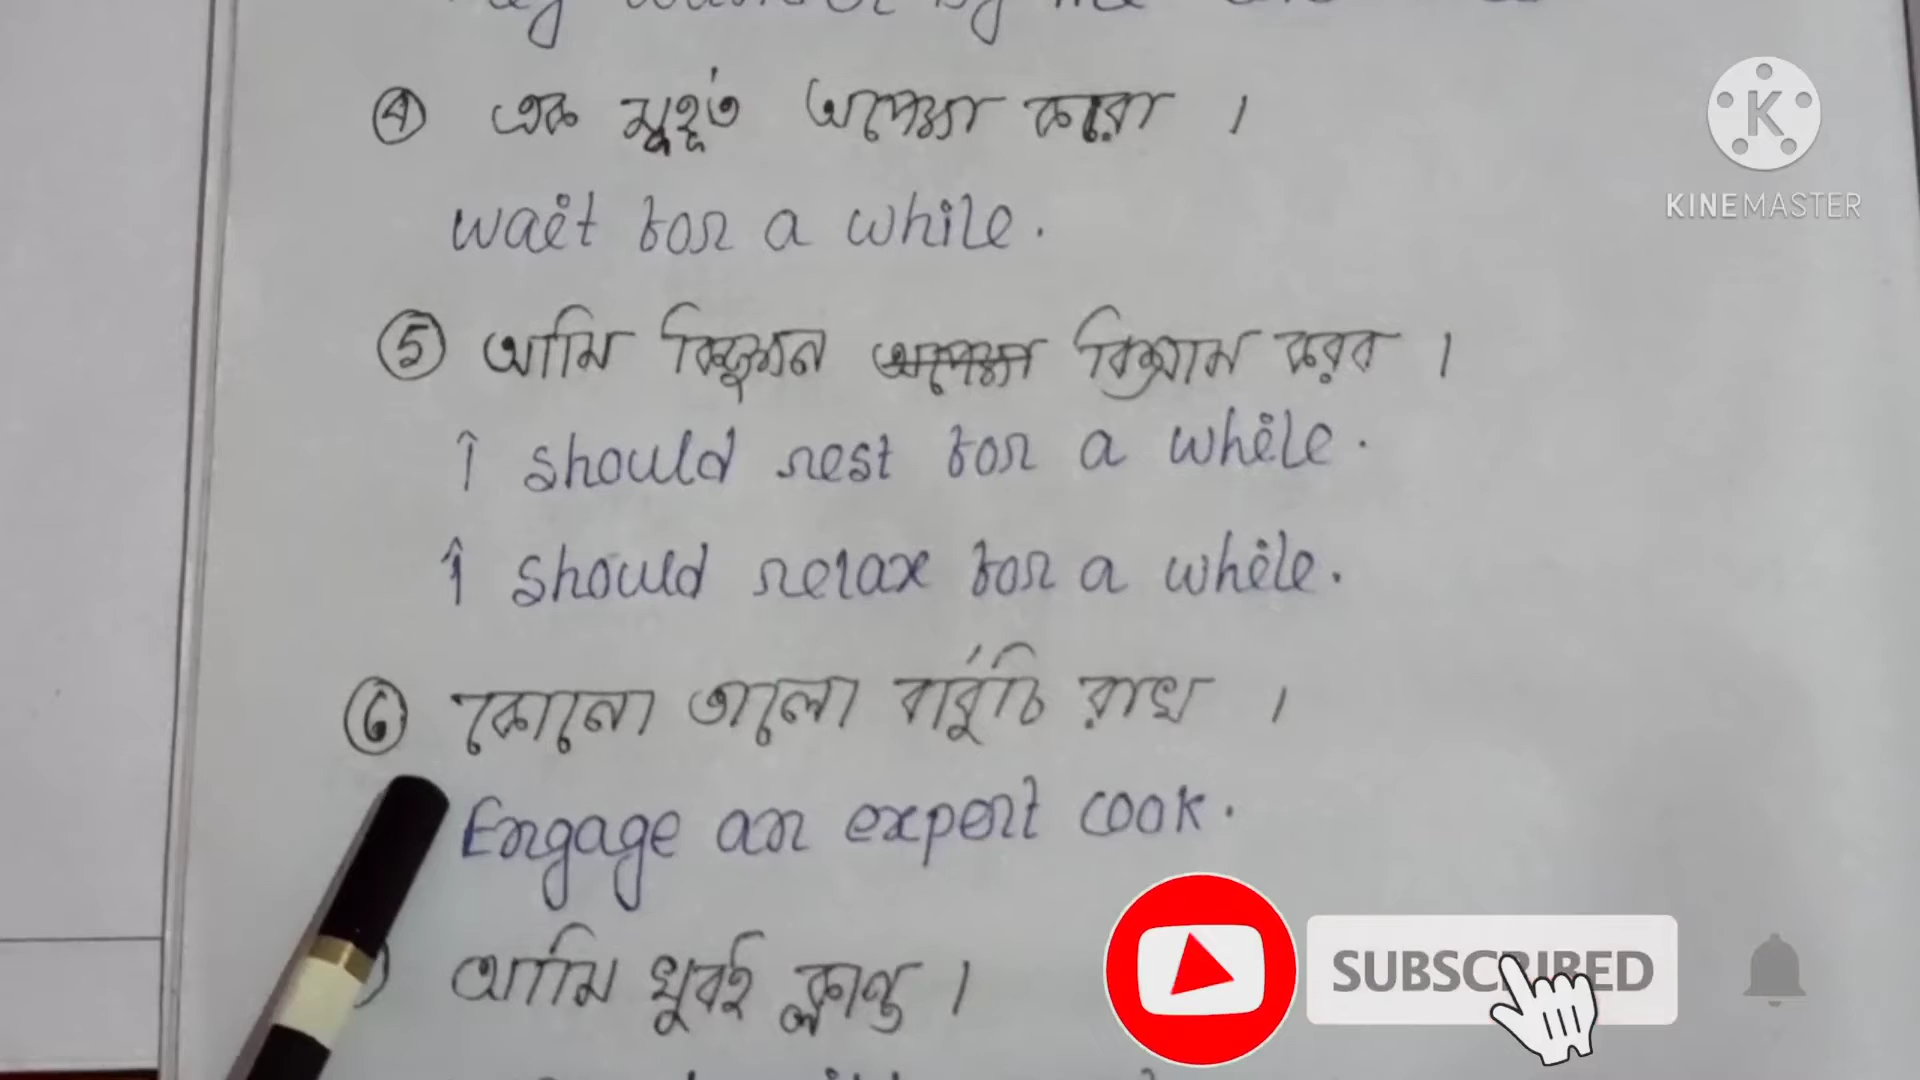 ④ এক মুহূর্ত অপেক্ষা করো ।
wait for a while.
⑤ আমি কিছুক্ষন অপেক্ষা বিশ্রাম করব ।
I should rest for a while.
I should relax for a while.
⑥ কোনো ভালো বাবুর্চি রাখ ।
Engage an expert cook.
আমি খুবই ক্লান্ত ।
KINEMASTER
SUBSCRIBED